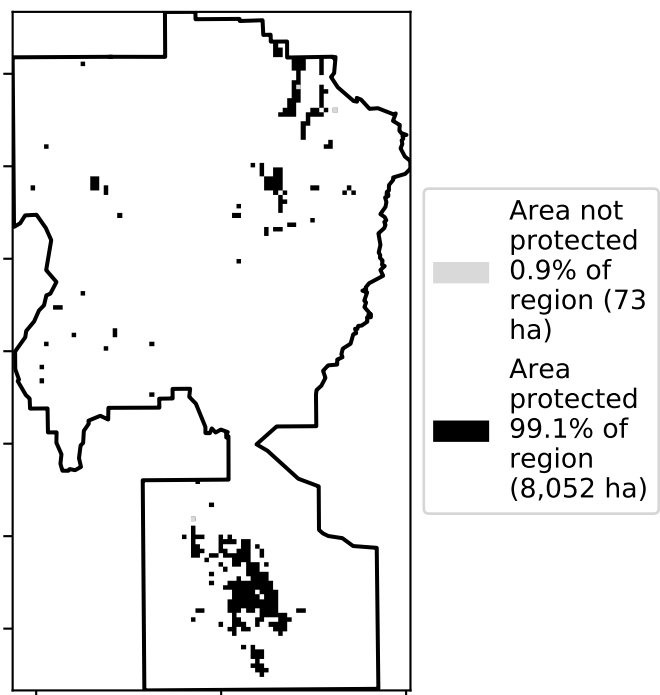 Area not
protected
0.9% of
region (73
ha)
Area
protected
99.1% of
region
(8,052 ha)